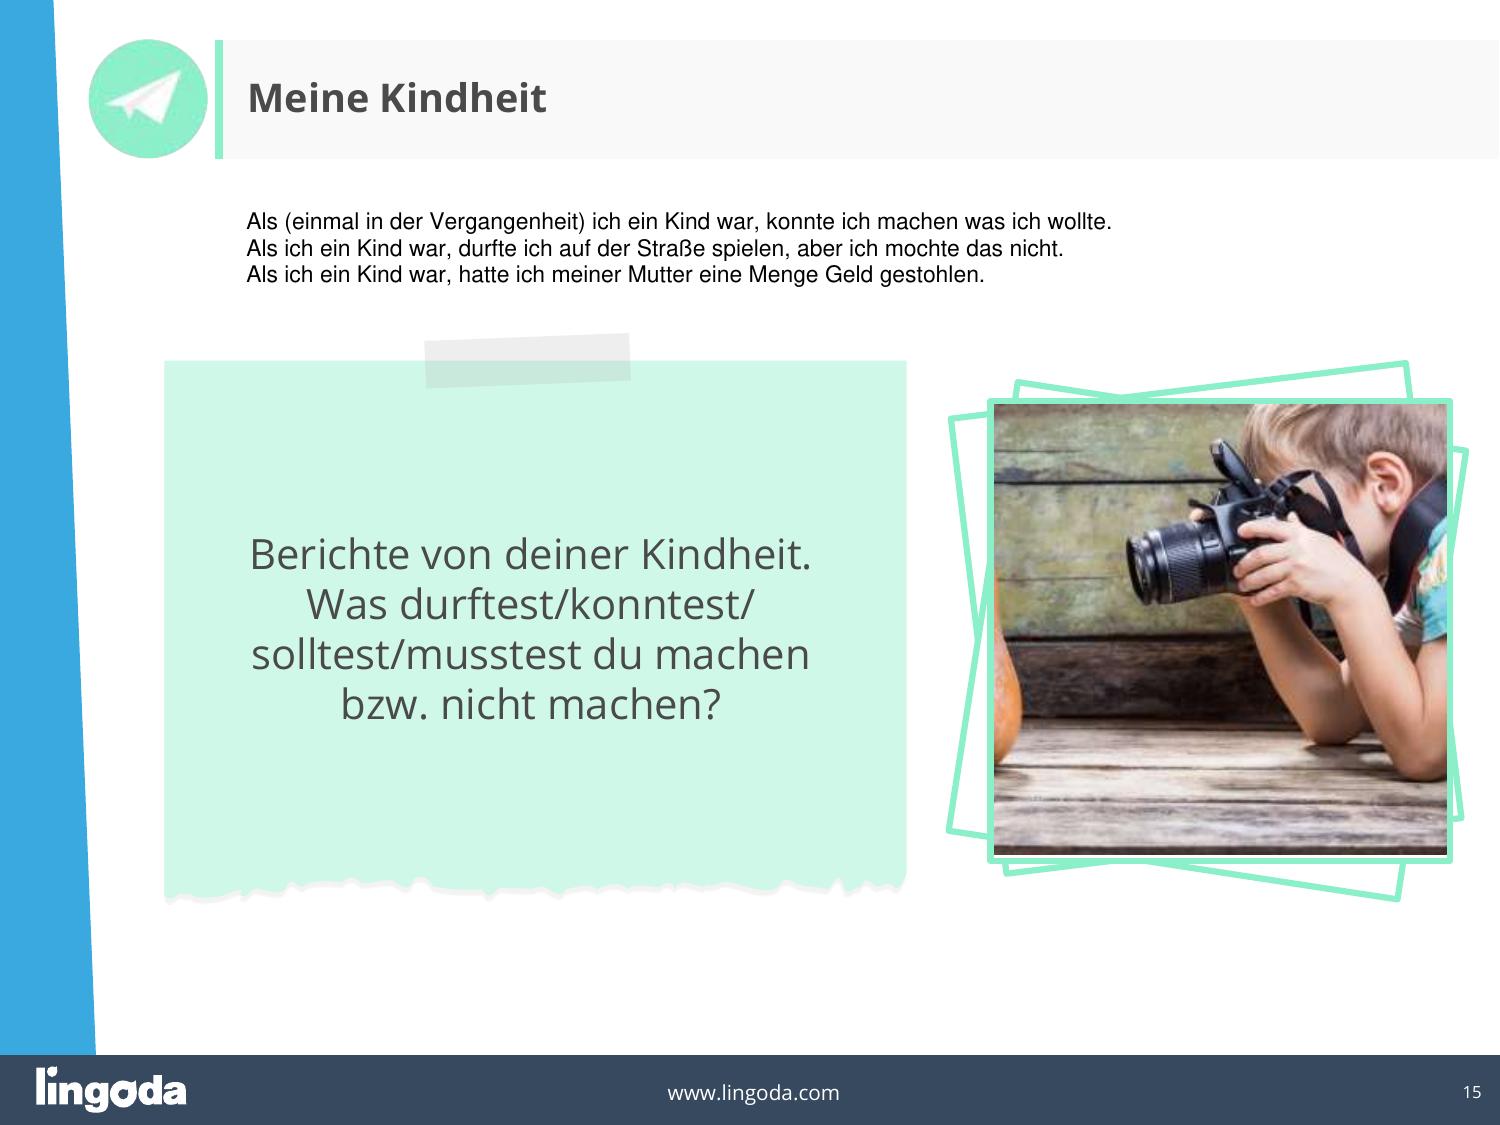 Meine Kindheit
Als (einmal in der Vergangenheit) ich ein Kind war, konnte ich machen was ich wollte.
Als ich ein Kind war, durfte ich auf der Straße spielen, aber ich mochte das nicht.
Als ich ein Kind war, hatte ich meiner Mutter eine Menge Geld gestohlen.
Berichte von deiner Kindheit.
Was durftest/konntest/
solltest/musstest du machen
bzw. nicht machen?
lingoda
www.lingoda.com
15